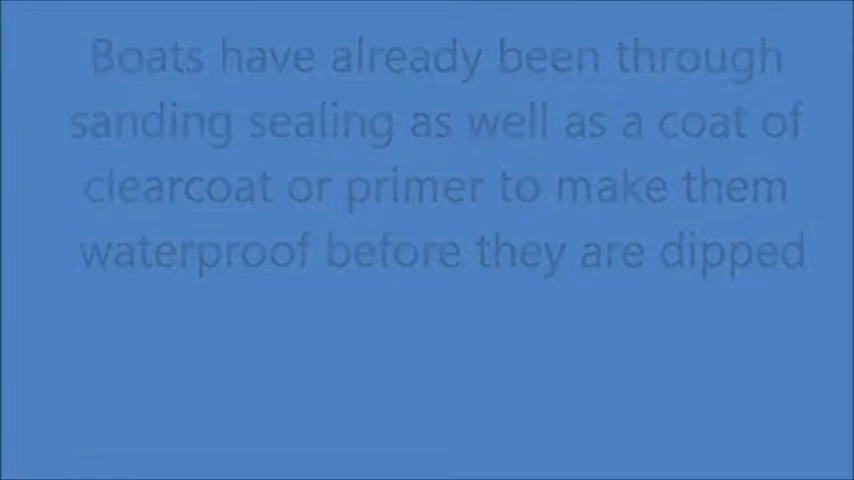 Boats have already been through
sanding sealing as well as a coat of
clearcoat or primer to make them
waterproof before they are dipped